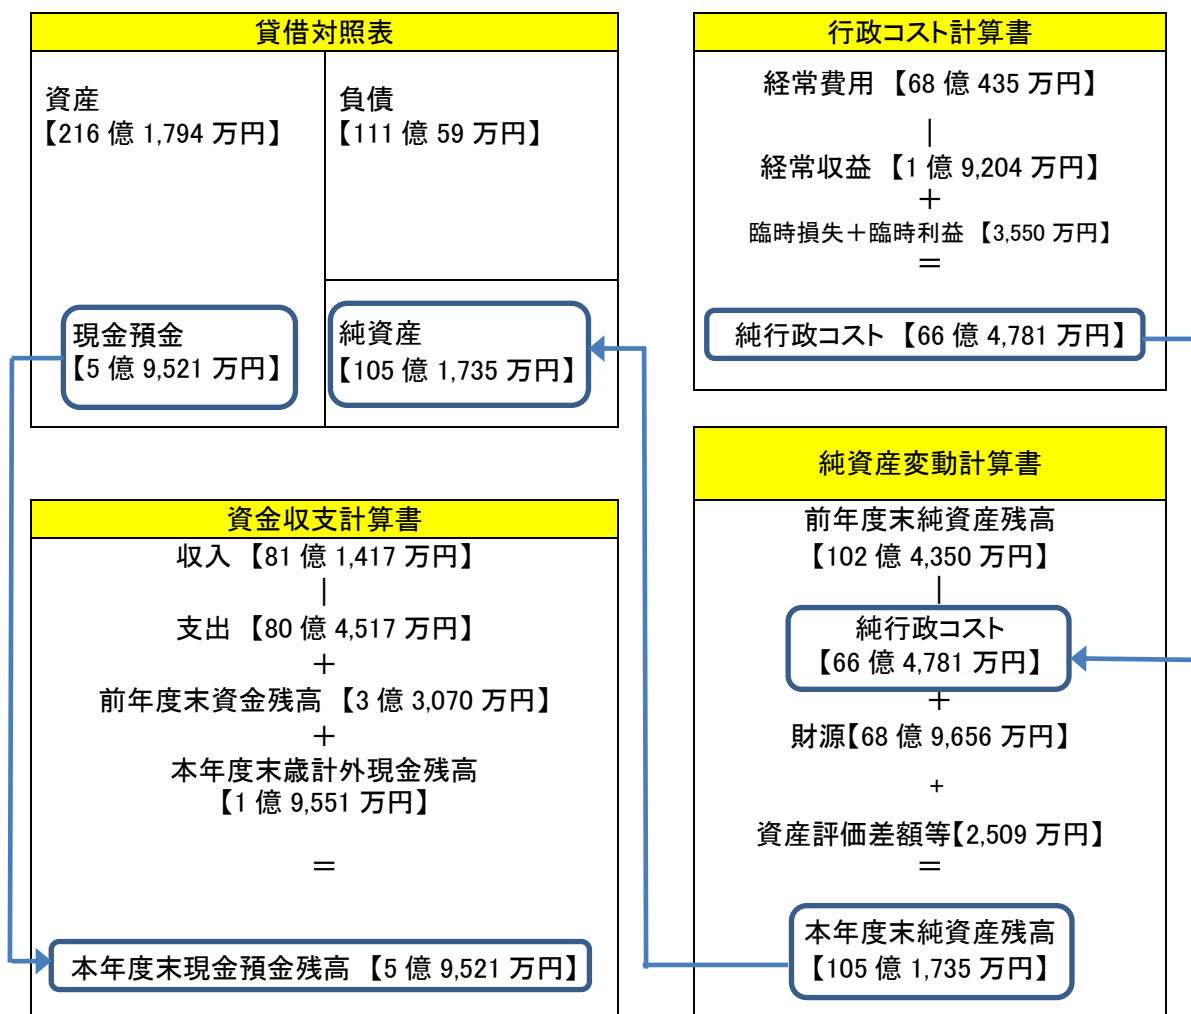 貸借対照表
資産
【216 億 1,794 万円】
負債
【111 億 59 万円】
現金預金
【5 億 9,521 万円】
純資産
【105 億 1,735 万円】
行政コスト計算書
経常費用 【68 億 435 万円】
|
経常収益 【1 億 9,204 万円】
＋
臨時損失＋臨時利益 【3,550 万円】
＝
純行政コスト 【66 億 4,781 万円】
資金収支計算書
収入 【81 億 1,417 万円】
|
支出 【80 億 4,517 万円】
＋
前年度末資金残高 【3 億 3,070 万円】
＋
本年度末歳計外現金残高
【1 億 9,551 万円】
＝
本年度末現金預金残高 【5 億 9,521 万円】
純資産変動計算書
前年度末純資産残高
【102 億 4,350 万円】
|
純行政コスト
【66 億 4,781 万円】
＋
財源【68 億 9,656 万円】
+
資産評価差額等【2,509 万円】
＝
本年度末純資産残高
【105 億 1,735 万円】